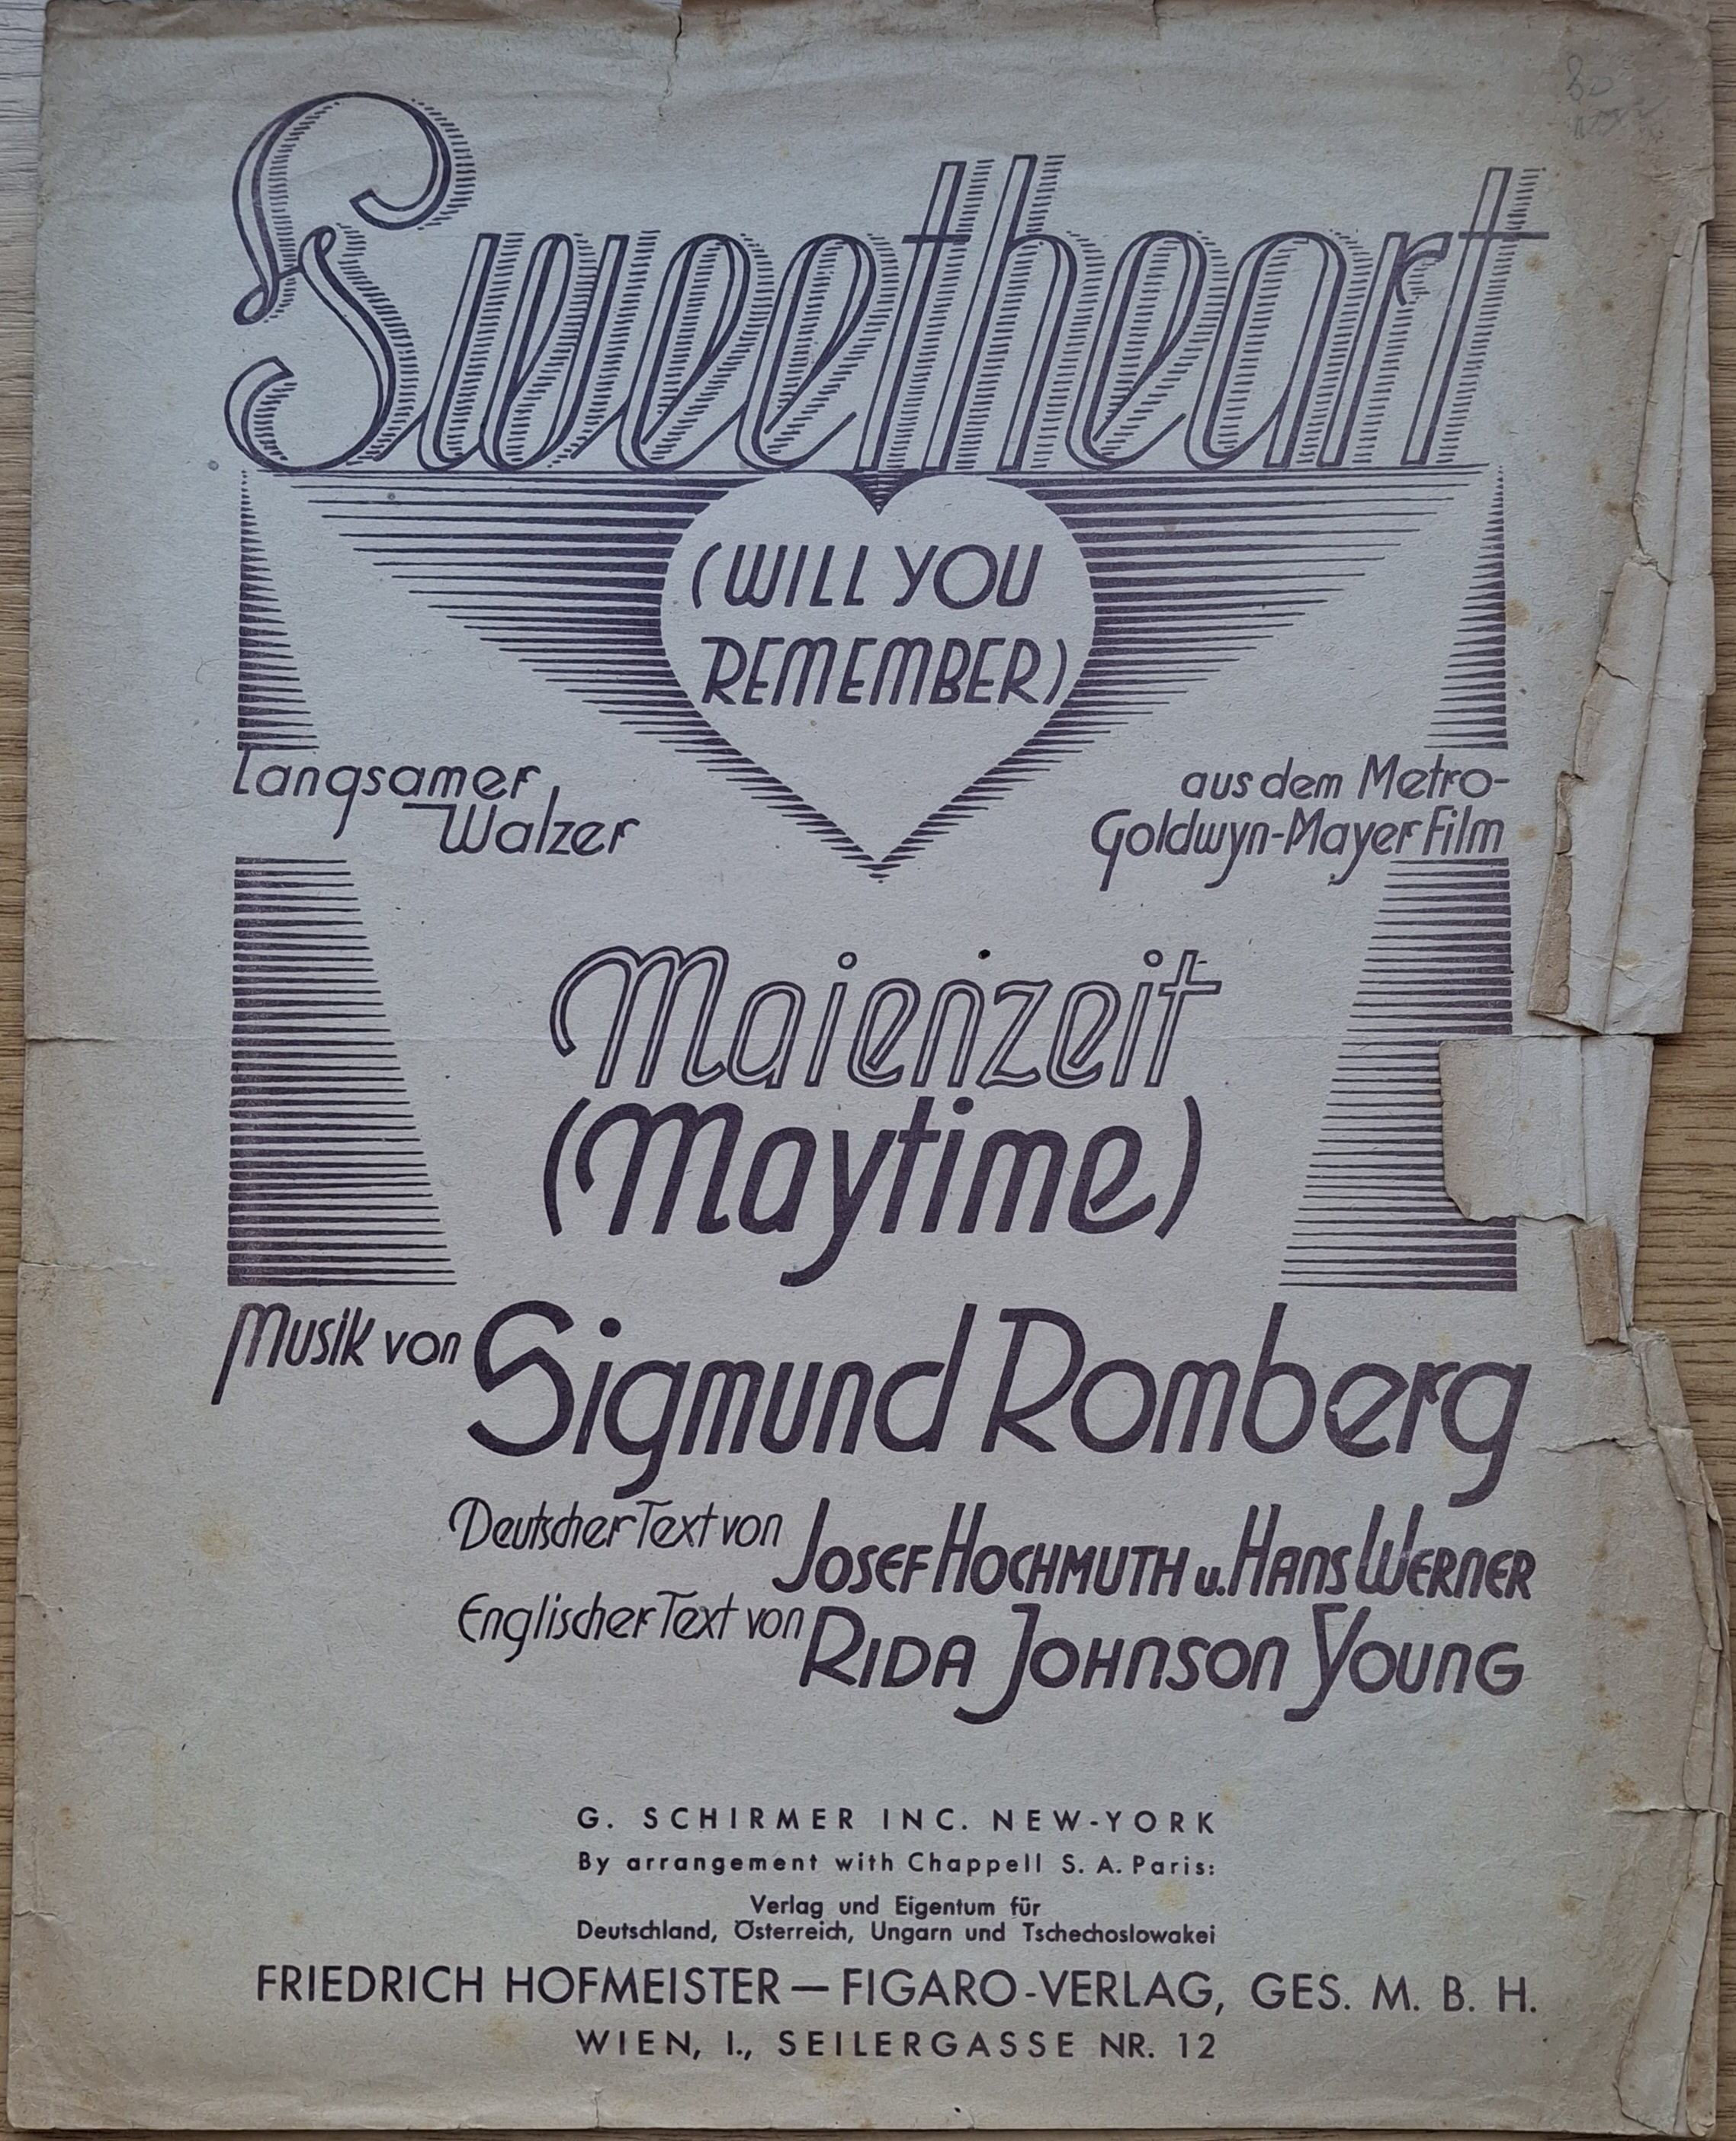 Sweetheart
(WILL YOU
REMEMBER)
Langsamer
Walzer
aus dem Metro-
Goldwyn-Mayer Film
Maienzeit
(Maytime)
Musik von Sigmund Romberg
Deutscher Text von JOSEF HOCHMUTH u. HANS WERNER
Englischer Text von RIDA JOHNSON YOUNG
G. SCHIRMER INC. NEW-YORK
By arrangement with Chappell S. A. Paris:
Verlag und Eigentum für
Deutschland, Österreich, Ungarn und Tschechoslowakei
FRIEDRICH HOFMEISTER — FIGARO-VERLAG, GES. M. B. H.
WIEN, I., SEILERGASSE NR. 12